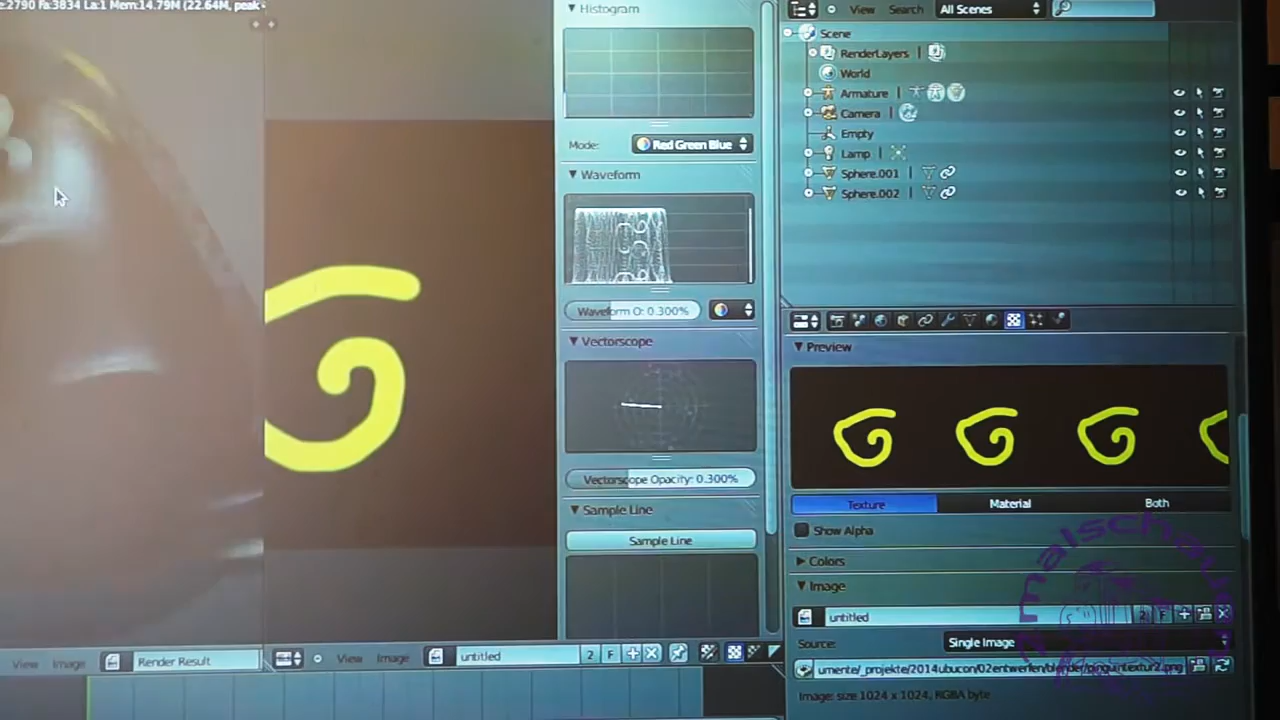 :2790 Fa:3834 La:1 Mem:14.79M (22.64M, peak
Histogram
Mode: Red Green Blue
Waveform
Waveform O: 0.300%
Vectorscope
Vectorscope Opacity: 0.300%
Sample Line
Sample Line
View Image Render Result
View Image untitled 2 F
View Search All Scenes
Scene
RenderLayers
World
Armature
Camera
Empty
Lamp
Sphere.001
Sphere.002
Preview
Texture Material Both
Show Alpha
Colors
Image
untitled 2 F
Source: Single Image
umente/_projekte/2014ubucon/02entwerfen/blender/pinguintextur2.png
Image: size 1024 x 1024, RGBA byte
malschaue